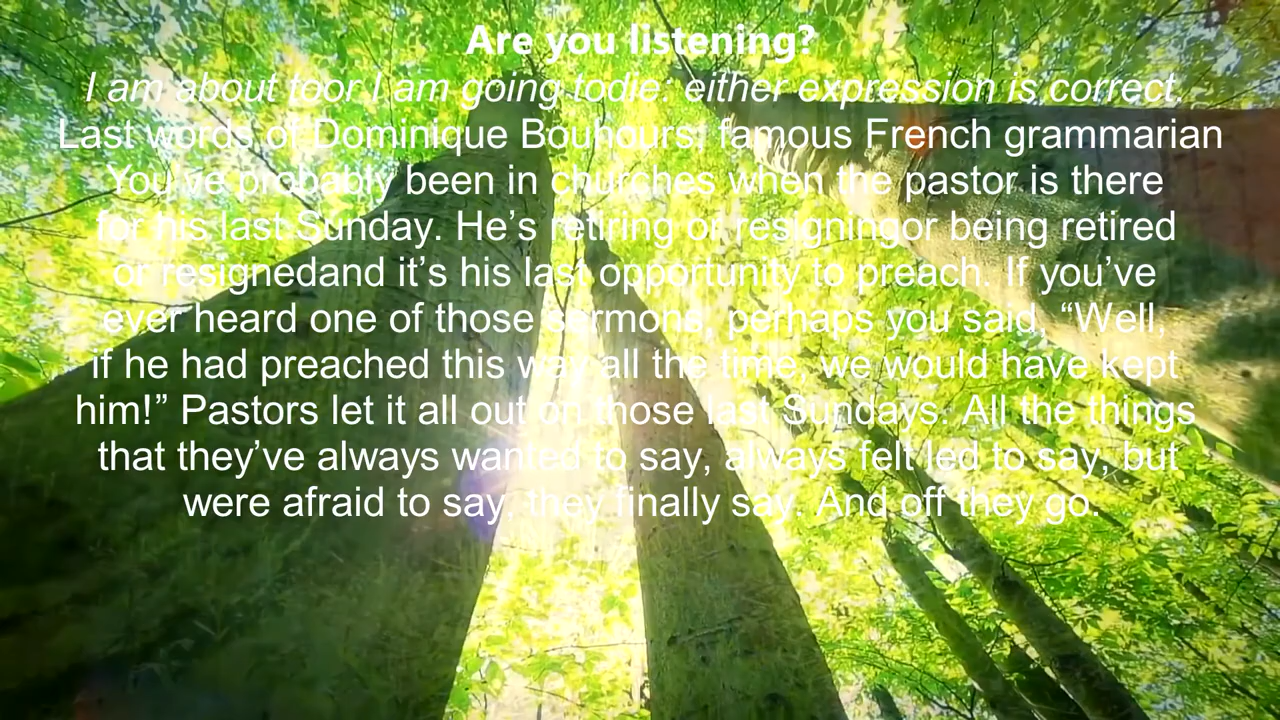 Are you listening?
I am about toor I am going todie: either expression is correct.
Last words of Dominique Bouhours, famous French grammarian
You’ve probably been in churches when the pastor is there
for his last Sunday. He’s retiring or resigningor being retired
or resignedand it’s his last opportunity to preach. If you’ve
ever heard one of those sermons, perhaps you said, “Well,
if he had preached this way all the time, we would have kept
him!” Pastors let it all out on those last Sundays. All the things
that they’ve always wanted to say, always felt led to say, but
were afraid to say, they finally say. And off they go.